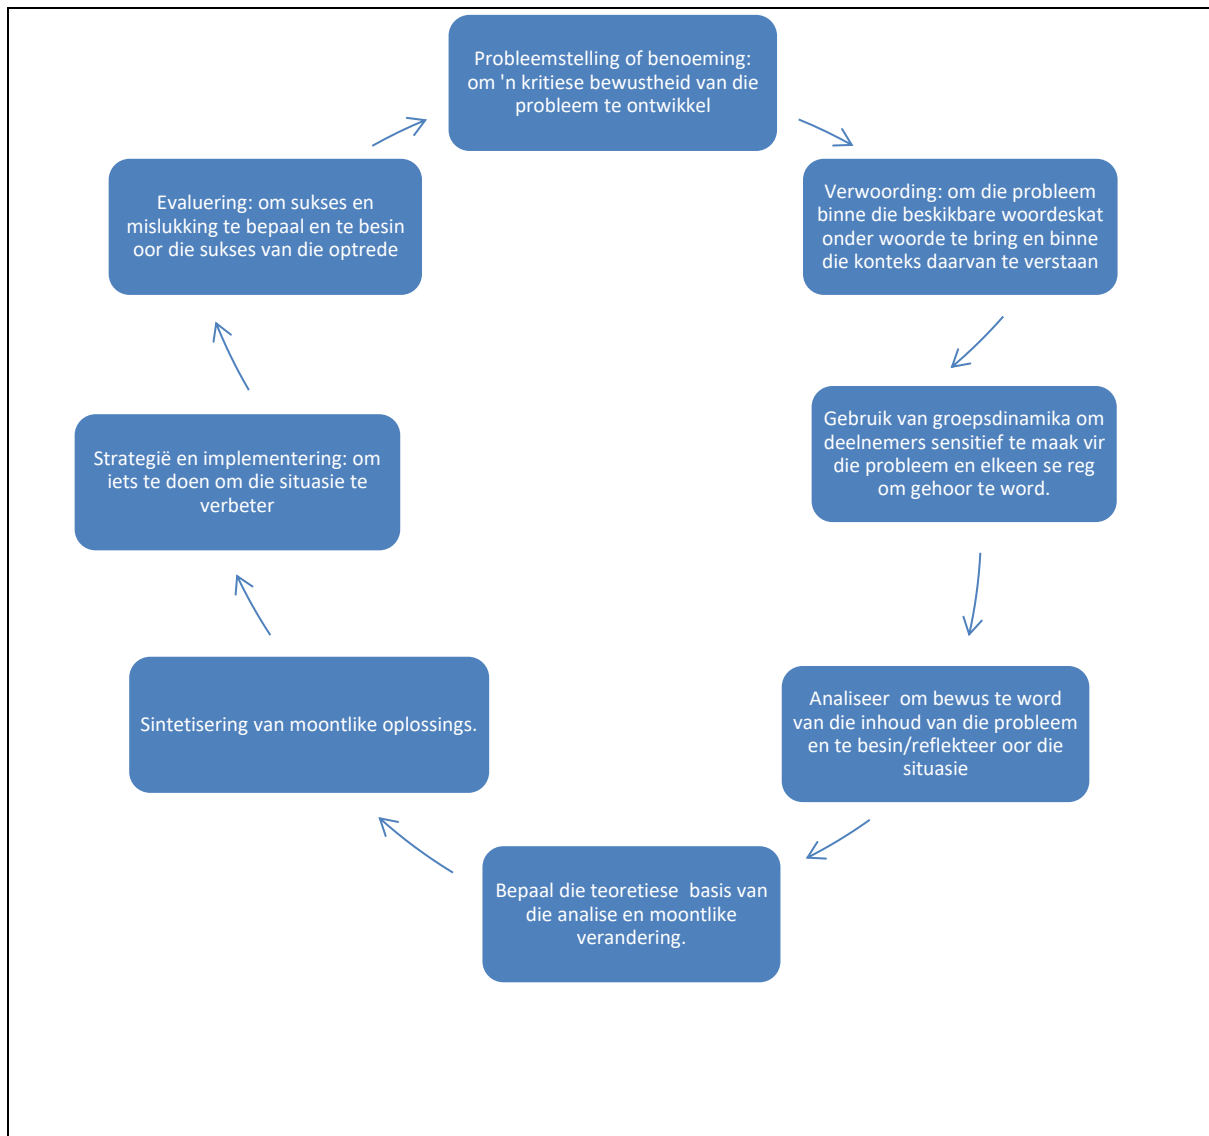 Probleemstelling of benoeming:
om 'n kritiese bewustheid van die
probleem te ontwikkel
Verwoording: om die probleem
binne die beskikbare woordeskat
onder woorde te bring en binne
die konteks daarvan te verstaan
Gebruik van groepsdinamika om
deelnemers sensitief te maak vir
die probleem en elkeen se reg
om gehoor te word.
Analiseer  om bewus te word
van die inhoud van die probleem
en te besin/reflekteer oor die
situasie
Bepaal die teoretiese  basis van
die analise en moontlike
verandering.
Sintetisering van moontlike oplossings.
Strategië en implementering: om
iets te doen om die situasie te
verbeter
Evaluering: om sukses en
mislukking te bepaal en te besin
oor die sukses van die optrede